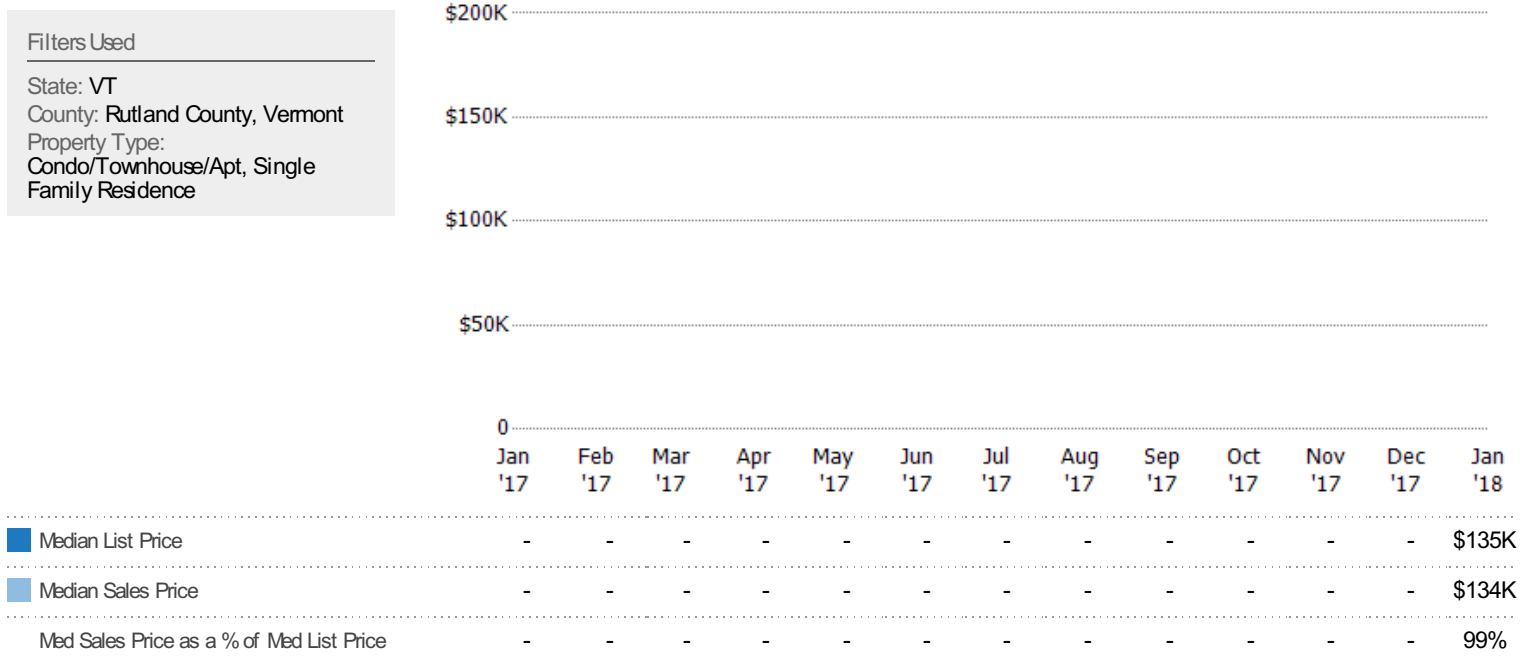 Filters Used
State: VT
County: Rutland County, Vermont
Property Type:
Condo/Townhouse/Apt, Single
Family Residence
$200K
$150K
$100K
$50K
0
Jan Feb Mar Apr May Jun Jul Aug Sep Oct Nov Dec Jan
'17 '17 '17 '17 '17 '17 '17 '17 '17 '17 '17 '17 '18
Median List Price - - - - - - - - - - - - $135K
Median Sales Price - - - - - - - - - - - - $134K
Med Sales Price as a % of Med List Price - - - - - - - - - - - - 99%